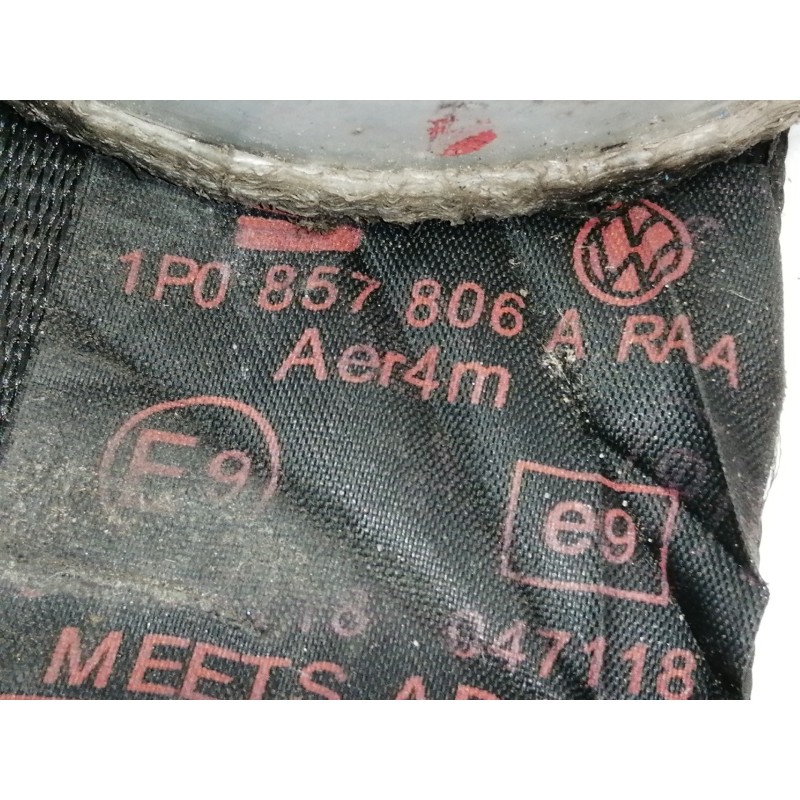 1P0 857 806 A RAA
Aer4m
E9
e9
047118
MEETS